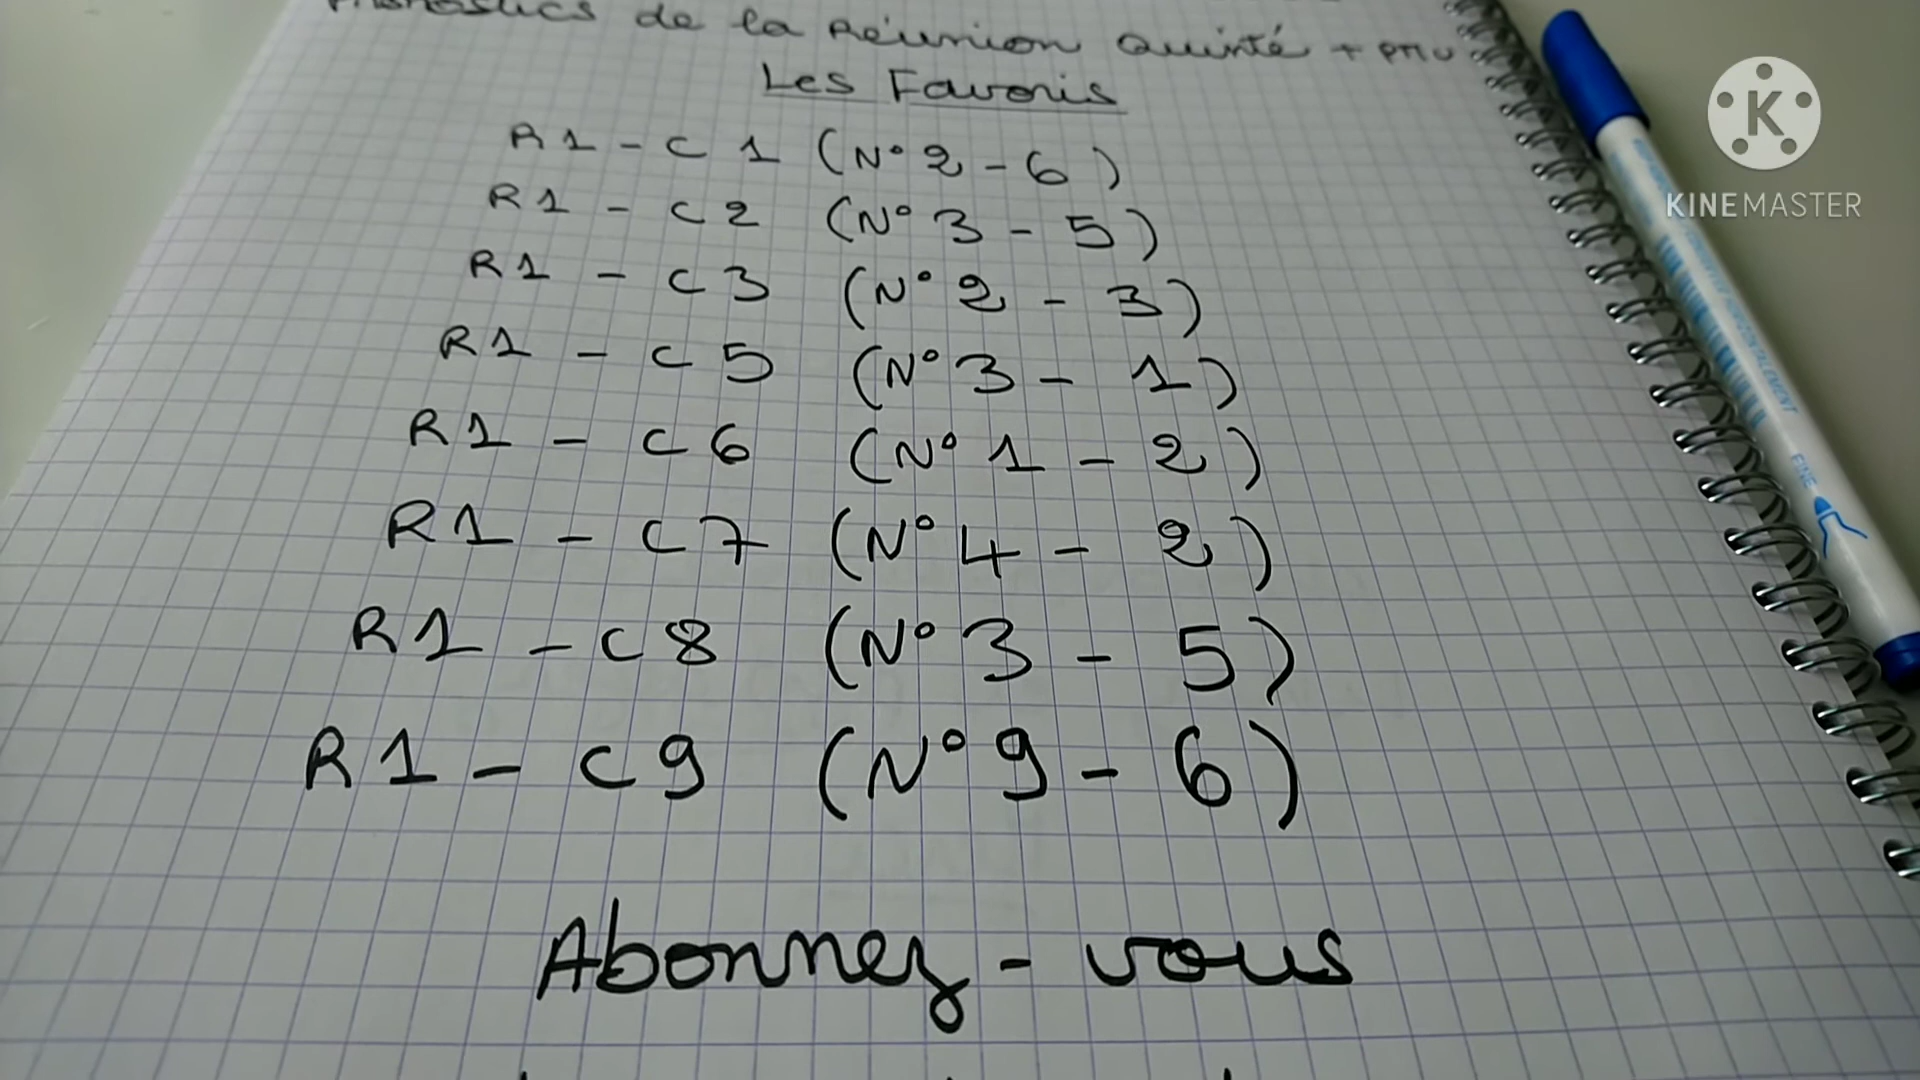 Pronostics de la Réunion Quinté + PMU
Les Favoris
R1 - C1 (N° 2 - 6)
R1 - C2 (N° 3 - 5)
R1 - C3 (N° 2 - 3)
R1 - C5 (N° 3 - 1)
R1 - C6 (N° 1 - 2)
R1 - C7 (N° 4 - 2)
R1 - C8 (N° 3 - 5)
R1 - C9 (N° 9 - 6)
Abonnez - vous
K
KINEMASTER
FINE